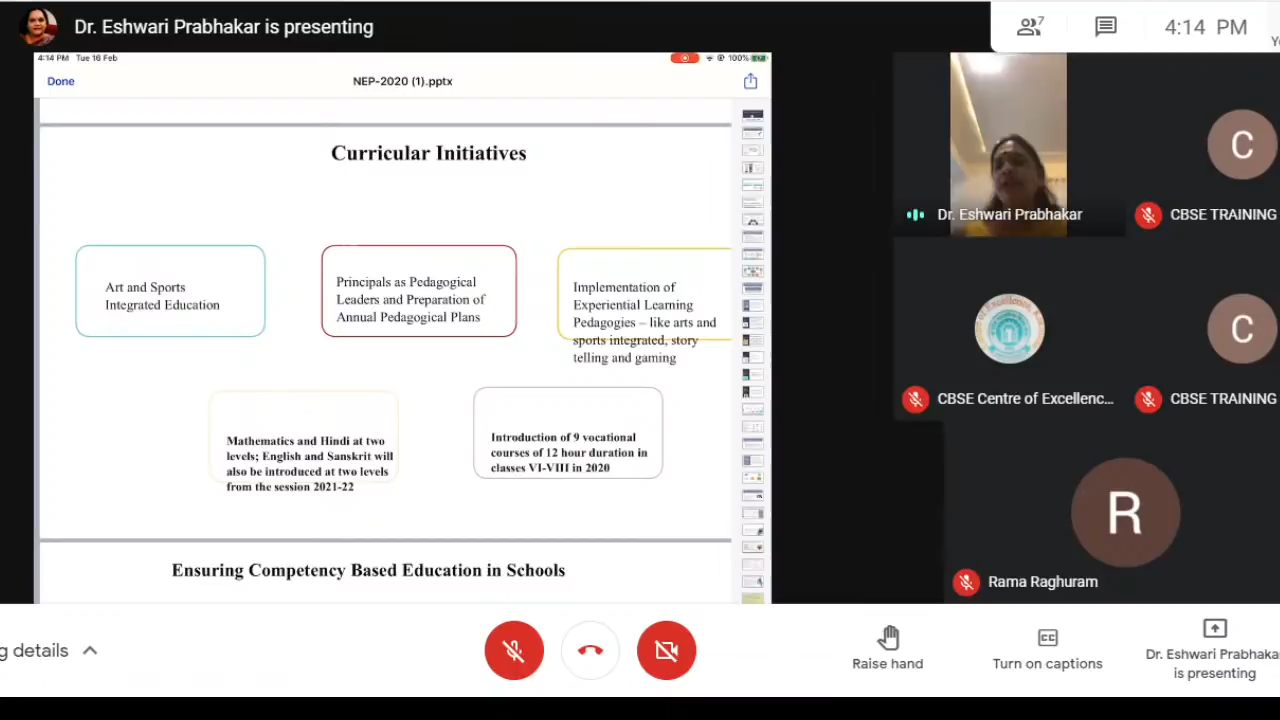 Dr. Eshwari Prabhakar is presenting
7
4:14 PM
4:14 PM Tue 16 Feb
100%
Done
NEP-2020 (1).pptx
Curricular Initiatives
Art and Sports
Integrated Education
Principals as Pedagogical
Leaders and Preparation of
Annual Pedagogical Plans
Implementation of
Experiential Learning
Pedagogies – like arts and
sports integrated, story
telling and gaming
Mathematics and Hindi at two
levels; English and Sanskrit will
also be introduced at two levels
from the session 2021-22
Introduction of 9 vocational
courses of 12 hour duration in
classes VI-VIII in 2020
Ensuring Competency Based Education in Schools
Dr. Eshwari Prabhakar
C
CBSE TRAINING
CBSE Centre of Excellenc...
C
CBSE TRAINING
R
Rama Raghuram
g details
Raise hand
CC
Turn on captions
Dr. Eshwari Prabhaka
is presenting